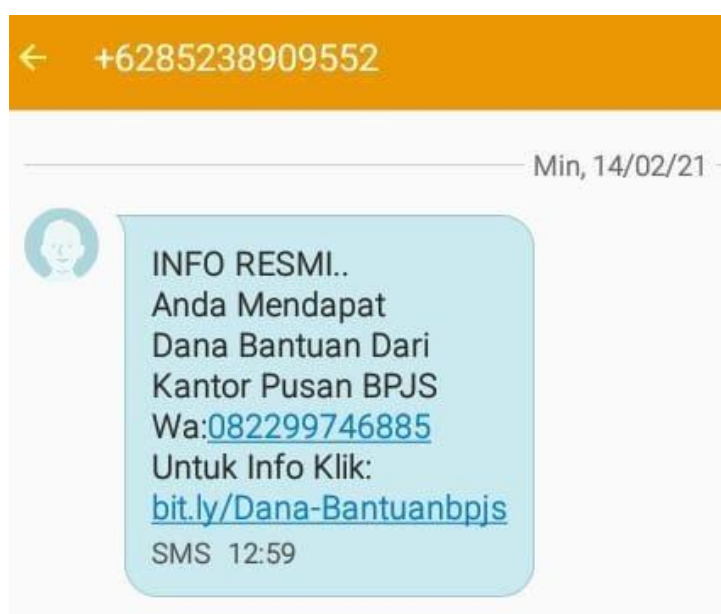 +6285238909552
Min, 14/02/21
INFO RESMI..
Anda Mendapat
Dana Bantuan Dari
Kantor Pusan BPJS
Wa:082299746885
Untuk Info Klik:
bit.ly/Dana-Bantuanbpjs
SMS 12:59